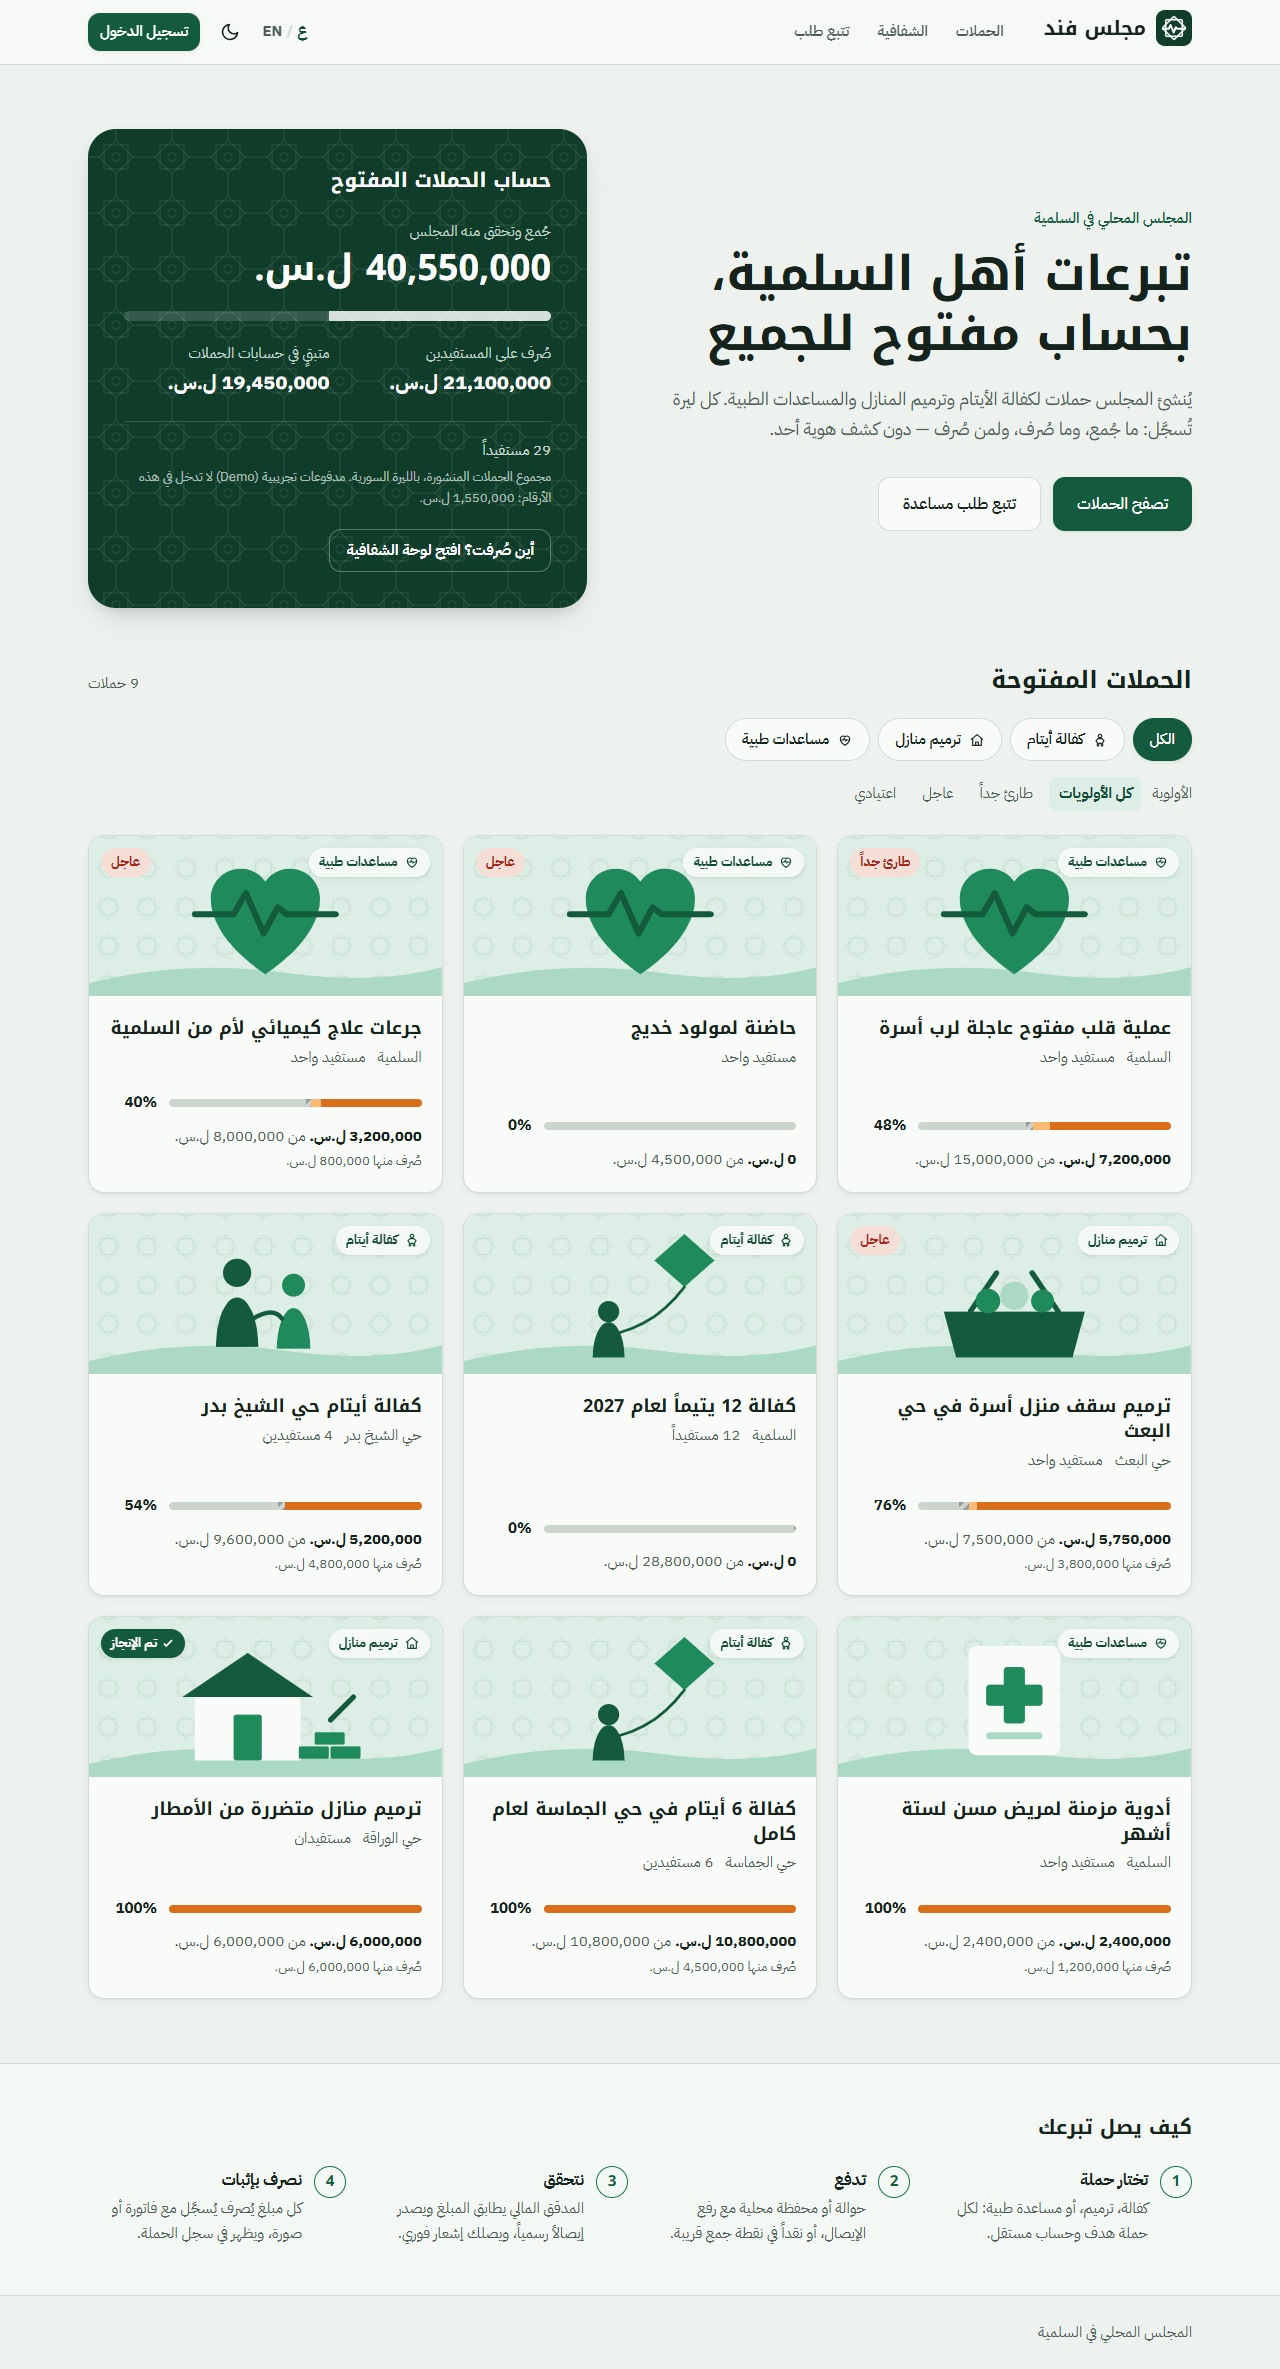 مجلس فند
الحملات
الشفافية
تتبع طلب
ع / EN
تسجيل الدخول
المجلس المحلي في السلمية
تبرعات أهل السلمية،
بحساب مفتوح للجميع
يُنشئ المجلس حملات لكفالة الأيتام وترميم المنازل والمساعدات الطبية. كل ليرة
تُسجَّل: ما جُمع، وما صُرف، ولمن صُرف — دون كشف هوية أحد.
تصفح الحملات
تتبع طلب مساعدة
حساب الحملات المفتوح
جُمع وتحقق منه المجلس
40,550,000 ل.س.
صُرف على المستفيدين
21,100,000 ل.س.
متبقٍ في حسابات الحملات
19,450,000 ل.س.
29 مستفيداً
مجموع الحملات المنشورة، بالليرة السورية. مدفوعات تجريبية (Demo) لا تدخل في هذه
الأرقام: 1,550,000 ل.س.
أين صُرفت؟ افتح لوحة الشفافية
الحملات المفتوحة
9 حملات
الكل
كفالة أيتام
ترميم منازل
مساعدات طبية
الأولوية
كل الأولويات
طارئ جداً
عاجل
اعتيادي
مساعدات طبية
طارئ جداً
عملية قلب مفتوح عاجلة لرب أسرة
السلمية مستفيد واحد
48%
7,200,000 ل.س. من 15,000,000 ل.س.
مساعدات طبية
عاجل
حاضنة لمولود خديج
مستفيد واحد
0%
0 ل.س. من 4,500,000 ل.س.
مساعدات طبية
عاجل
جرعات علاج كيميائي لأم من السلمية
السلمية مستفيد واحد
40%
3,200,000 ل.س. من 8,000,000 ل.س.
صُرف منها 800,000 ل.س.
ترميم منازل
عاجل
ترميم سقف منزل أسرة في حي
البعث
حي البعث مستفيد واحد
76%
5,750,000 ل.س. من 7,500,000 ل.س.
صُرف منها 3,800,000 ل.س.
كفالة أيتام
كفالة 12 يتيماً لعام 2027
السلمية 12 مستفيداً
0%
0 ل.س. من 28,800,000 ل.س.
كفالة أيتام
كفالة أيتام حي الشيخ بدر
حي الشيخ بدر 4 مستفيدين
54%
5,200,000 ل.س. من 9,600,000 ل.س.
صُرف منها 4,800,000 ل.س.
مساعدات طبية
أدوية مزمنة لمريض مسن لستة
أشهر
السلمية مستفيد واحد
100%
2,400,000 ل.س. من 2,400,000 ل.س.
صُرف منها 1,200,000 ل.س.
كفالة أيتام
كفالة 6 أيتام في حي الجماسة لعام
كامل
حي الجماسة 6 مستفيدين
100%
10,800,000 ل.س. من 10,800,000 ل.س.
صُرف منها 4,500,000 ل.س.
ترميم منازل
تم الإنجاز
ترميم منازل متضررة من الأمطار
حي الوراقة مستفيدان
100%
6,000,000 ل.س. من 6,000,000 ل.س.
صُرف منها 6,000,000 ل.س.
كيف يصل تبرعك
1
تختار حملة
كفالة، ترميم، أو مساعدة طبية: لكل
حملة هدف وحساب مستقل.
2
تدفع
حوالة أو محفظة محلية مع رفع
الإيصال، أو نقداً في نقطة جمع قريبة.
3
نتحقق
المدقق المالي يطابق المبلغ ويصدر
إيصالاً رسمياً، ويصلك إشعار فوري.
4
نصرف بإثبات
كل مبلغ يُصرف يُسجَّل مع فاتورة أو
صورة، ويظهر في سجل الحملة.
المجلس المحلي في السلمية